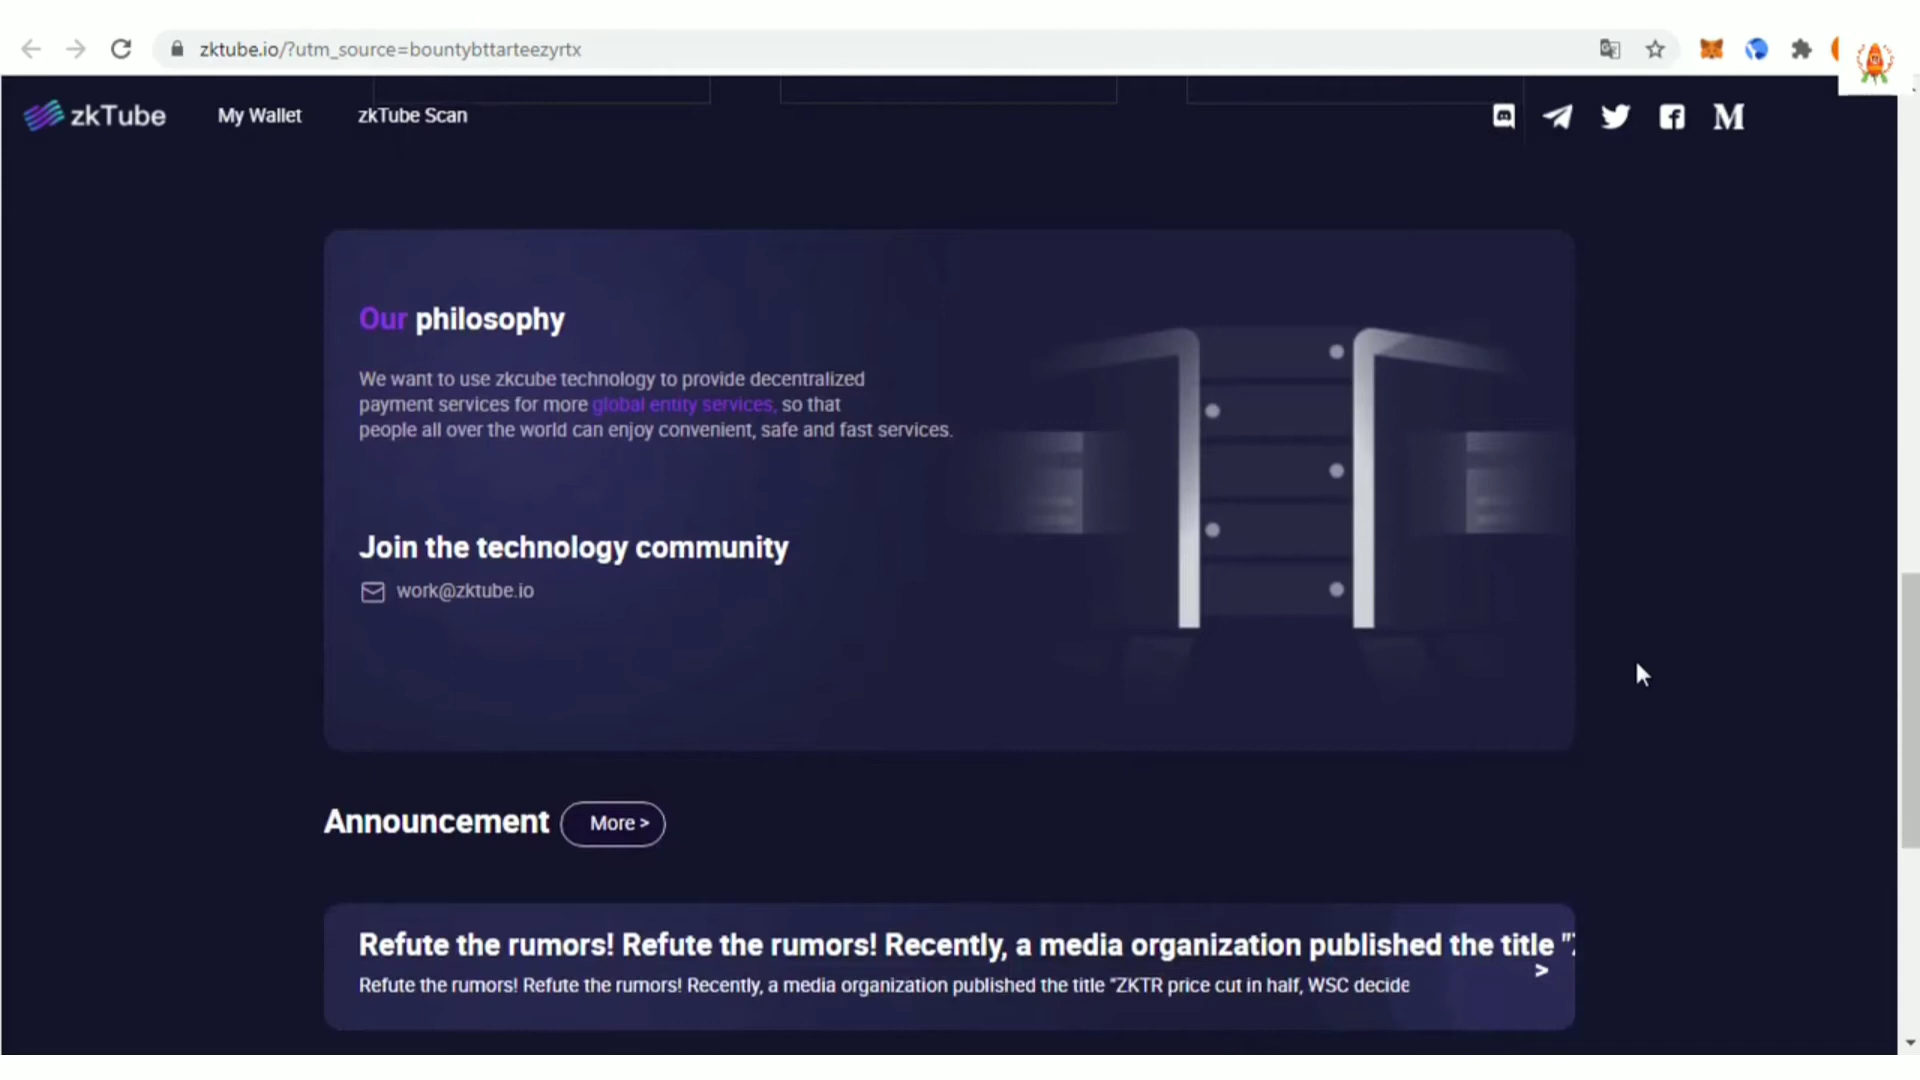 zktube.io/?utm_source=bountybttarteezyrtx
zkTube
My Wallet
zkTube Scan
M
Our philosophy
We want to use zkcube technology to provide decentralized
payment services for more global entity services, so that
people all over the world can enjoy convenient, safe and fast services.
Join the technology community
work@zktube.io
Announcement
More >
Refute the rumors! Refute the rumors! Recently, a media organization published the title "
>
Refute the rumors! Refute the rumors! Recently, a media organization published the title "ZKTR price cut in half, WSC decide